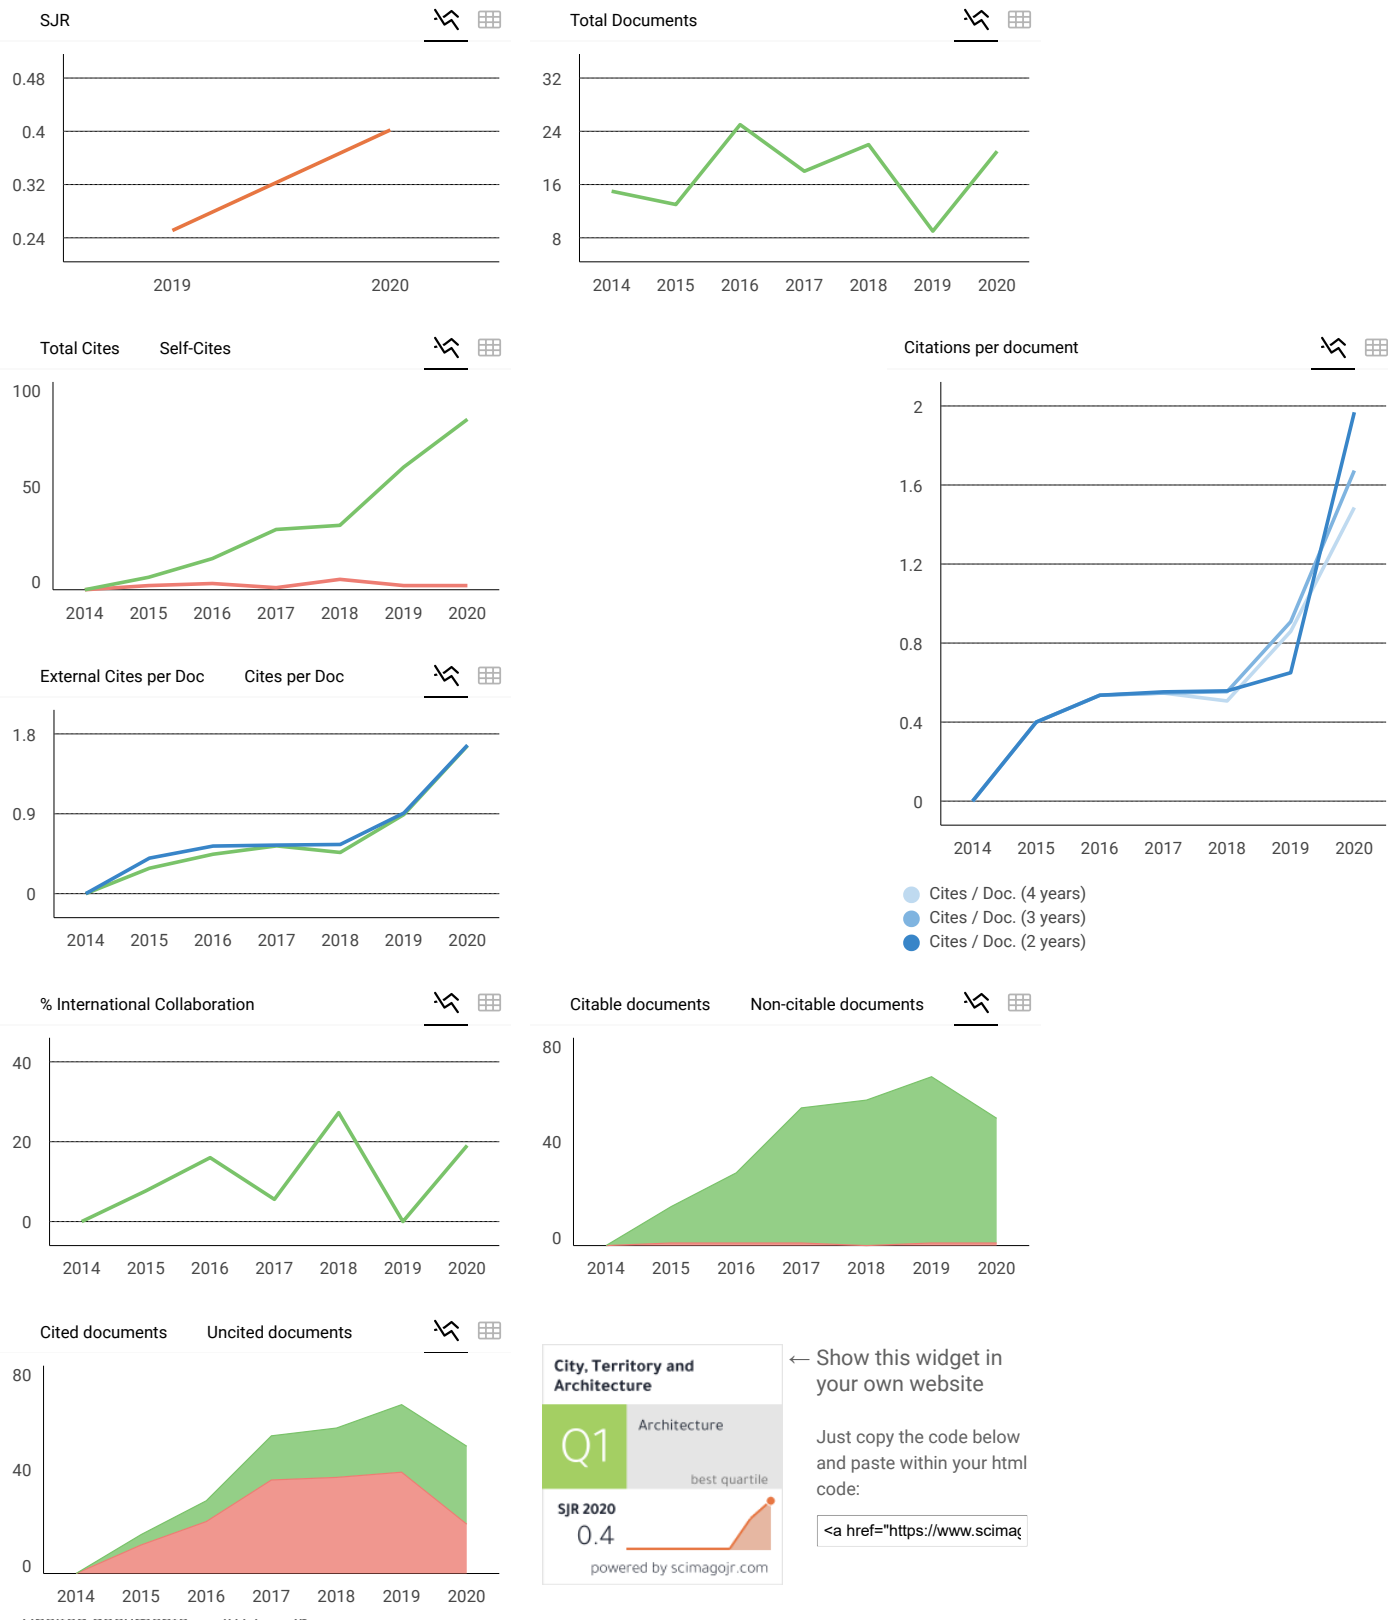 SJR
0.48
0.4
0.32
0.24
2019 2020
Total Documents
32
24
16
8
2014 2015 2016 2017 2018 2019 2020
Total Cites Self-Cites
100
50
0
2014 2015 2016 2017 2018 2019 2020
Citations per document
2
1.6
1.2
0.8
0.4
0
2014 2015 2016 2017 2018 2019 2020
Cites / Doc. (4 years)
Cites / Doc. (3 years)
Cites / Doc. (2 years)
External Cites per Doc Cites per Doc
1.8
0.9
0
2014 2015 2016 2017 2018 2019 2020
% International Collaboration
40
20
0
2014 2015 2016 2017 2018 2019 2020
Citable documents Non-citable documents
80
40
0
2014 2015 2016 2017 2018 2019 2020
Cited documents Uncited documents
80
40
0
2014 2015 2016 2017 2018 2019 2020
City, Territory and
Architecture
Q1
Architecture
best quartile
SJR 2020
0.4
powered by scimagojr.com
← Show this widget in
your own website
Just copy the code below
and paste within your html
code:
<a href="https://www.scimag